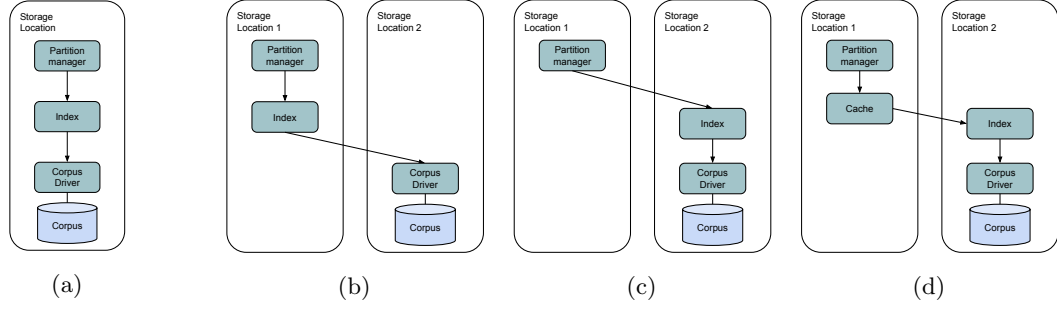 Storage
Location
Partition
manager
Index
Corpus
Driver
Corpus
(a)
Storage
Location 1
Partition
manager
Index
Storage
Location 2
Corpus
Driver
Corpus
(b)
Storage
Location 1
Partition
manager
Storage
Location 2
Index
Corpus
Driver
Corpus
(c)
Storage
Location 1
Partition
manager
Cache
Storage
Location 2
Index
Corpus
Driver
Corpus
(d)